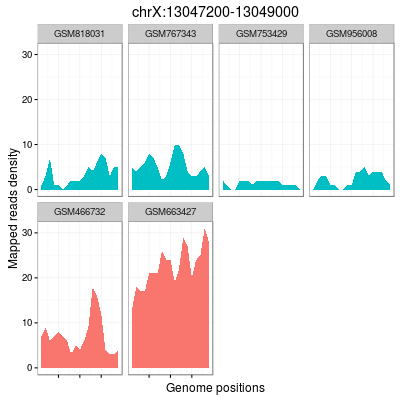 chrX:13047200-13049000
GSM818031 GSM767343 GSM753429 GSM956008
30
20
10
0
GSM466732 GSM663427
30
20
10
0
Mapped reads density
Genome positions